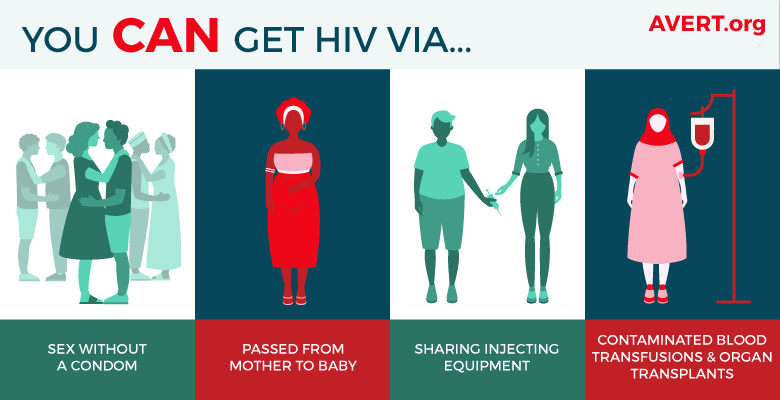 YOU CAN GET HIV VIA...
AVERT.org
SEX WITHOUT
A CONDOM
PASSED FROM
MOTHER TO BABY
SHARING INJECTING
EQUIPMENT
CONTAMINATED BLOOD
TRANSFUSIONS & ORGAN
TRANSPLANTS